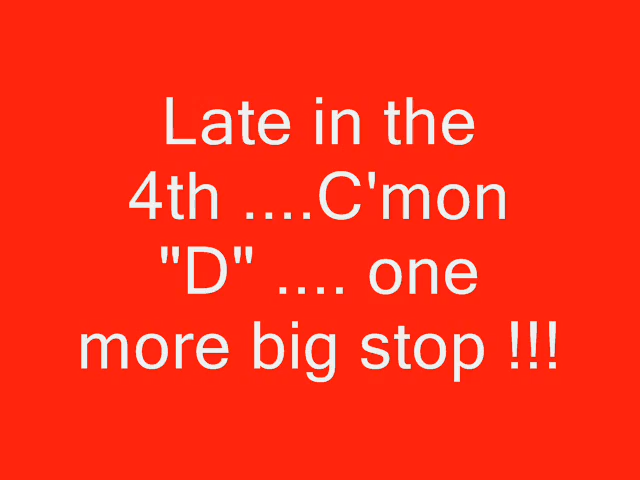 Late in the
4th ....C'mon
"D" .... one
more big stop !!!